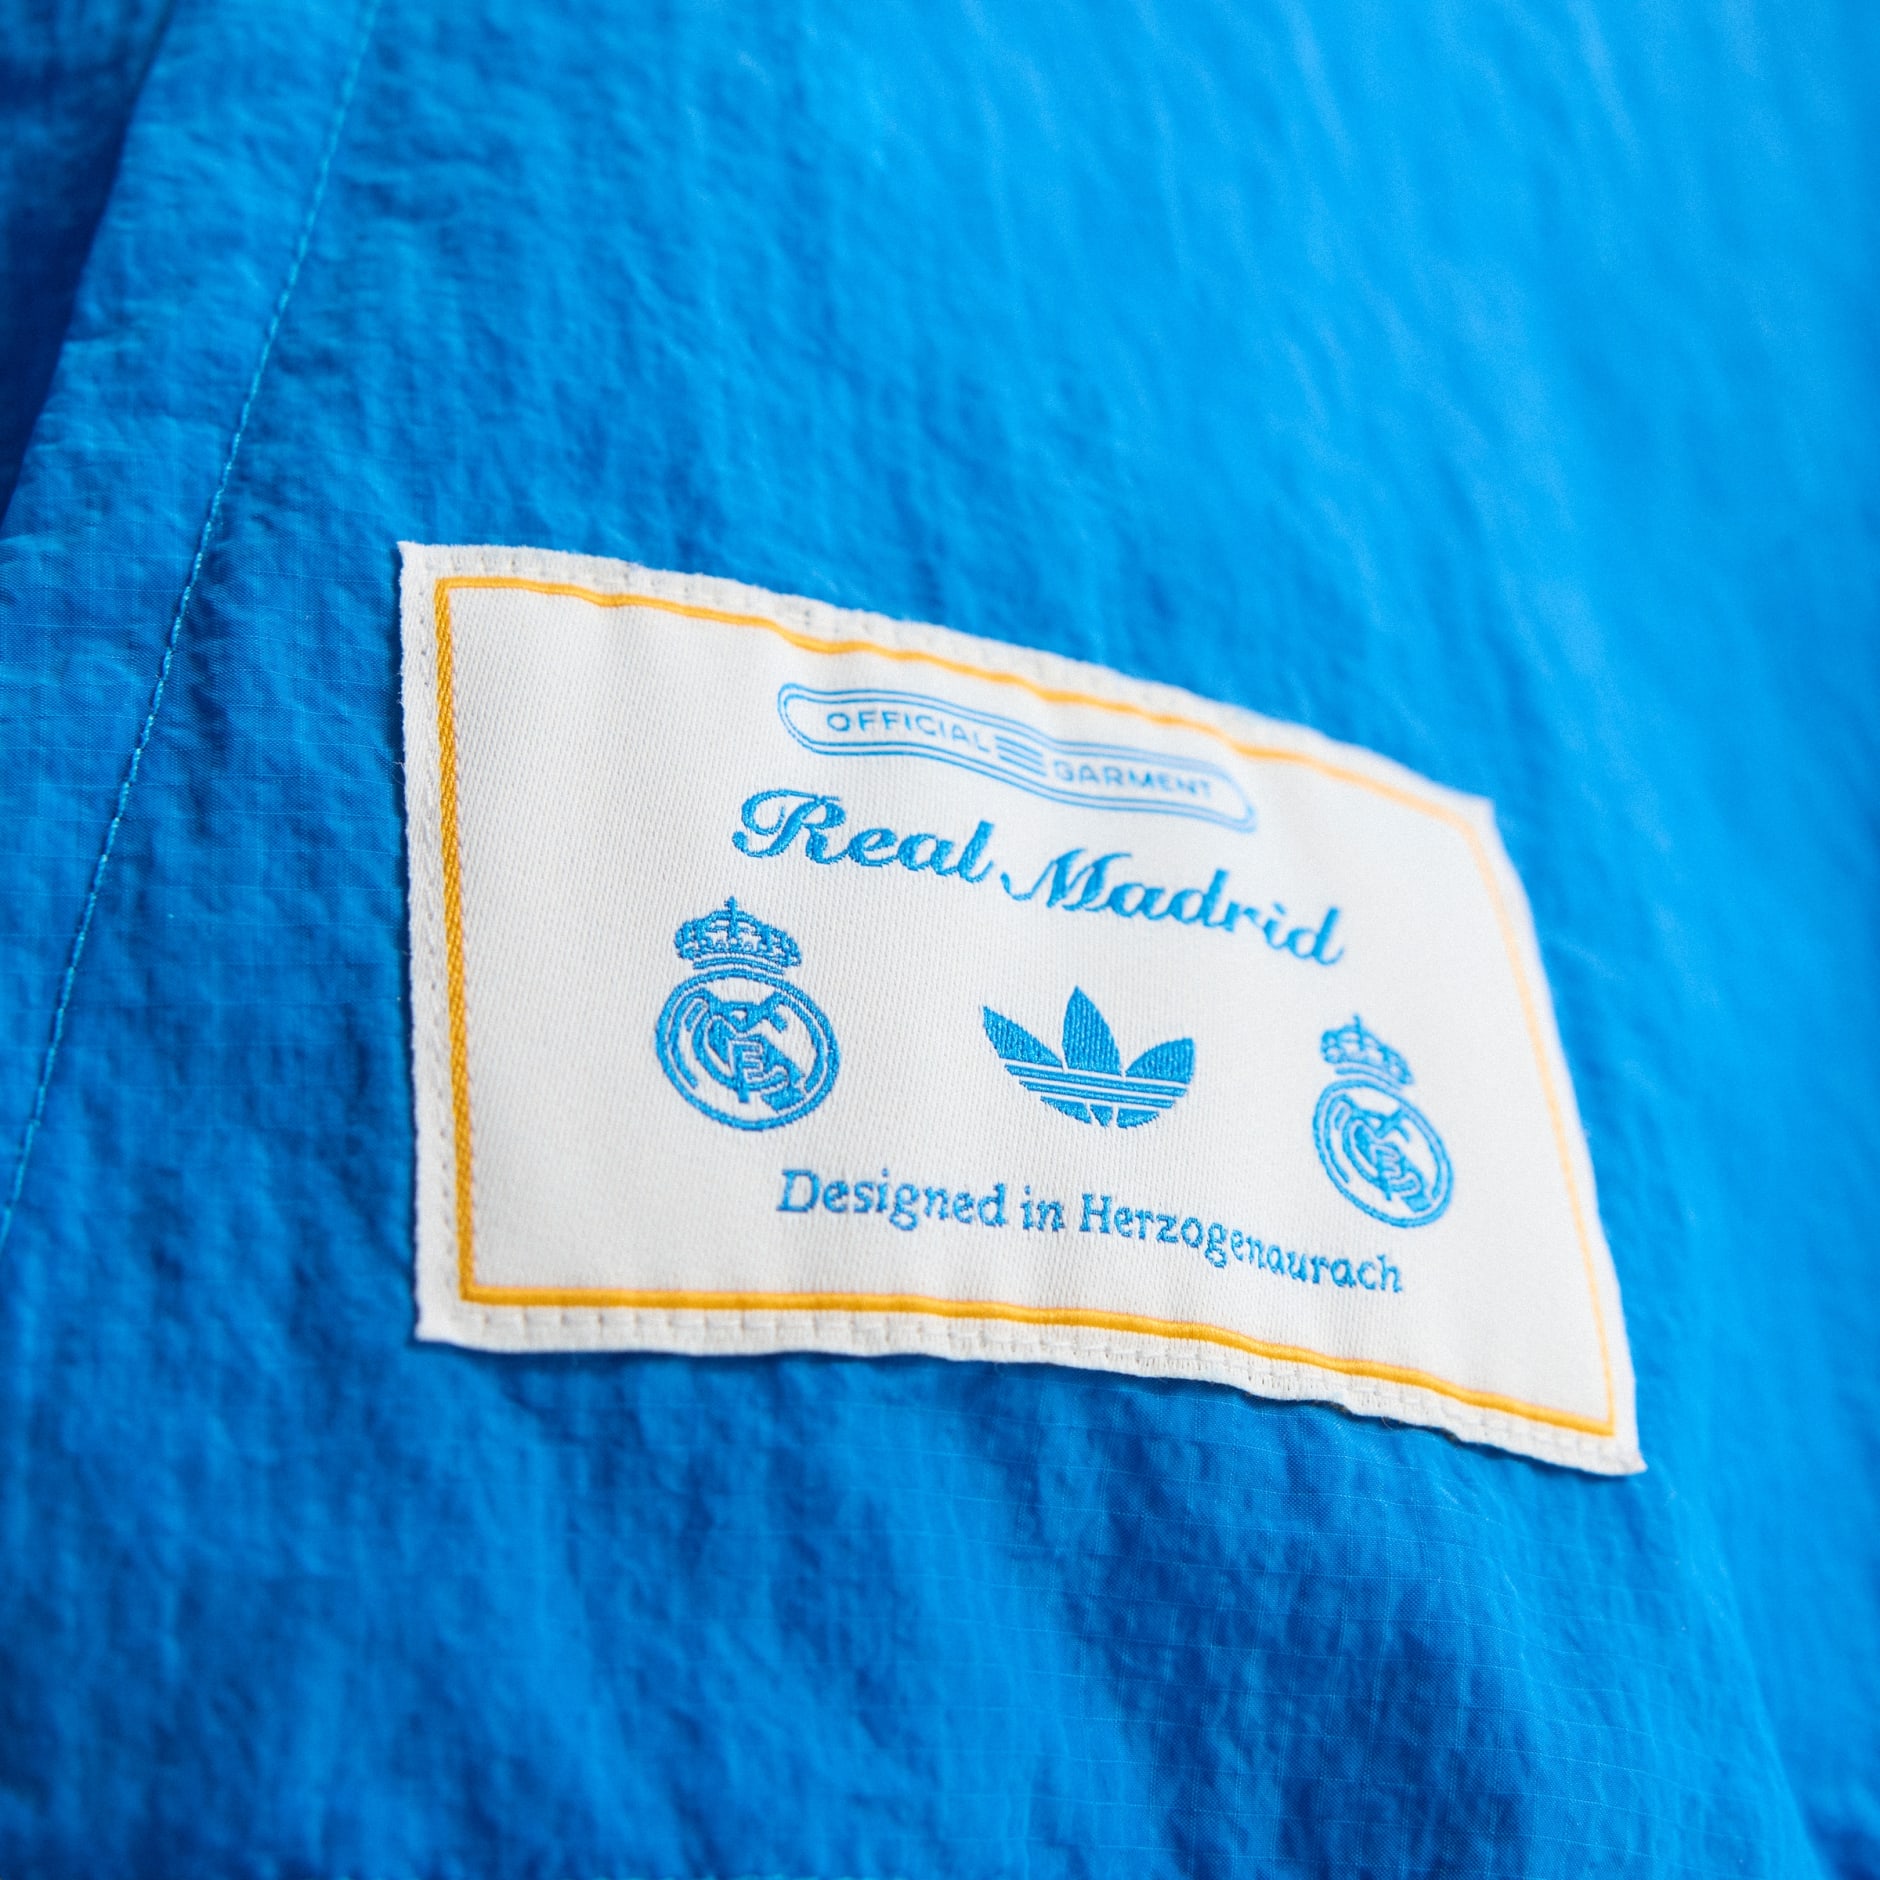 OFFICIAL GARMENT
Real Madrid
Designed in Herzogenaurach